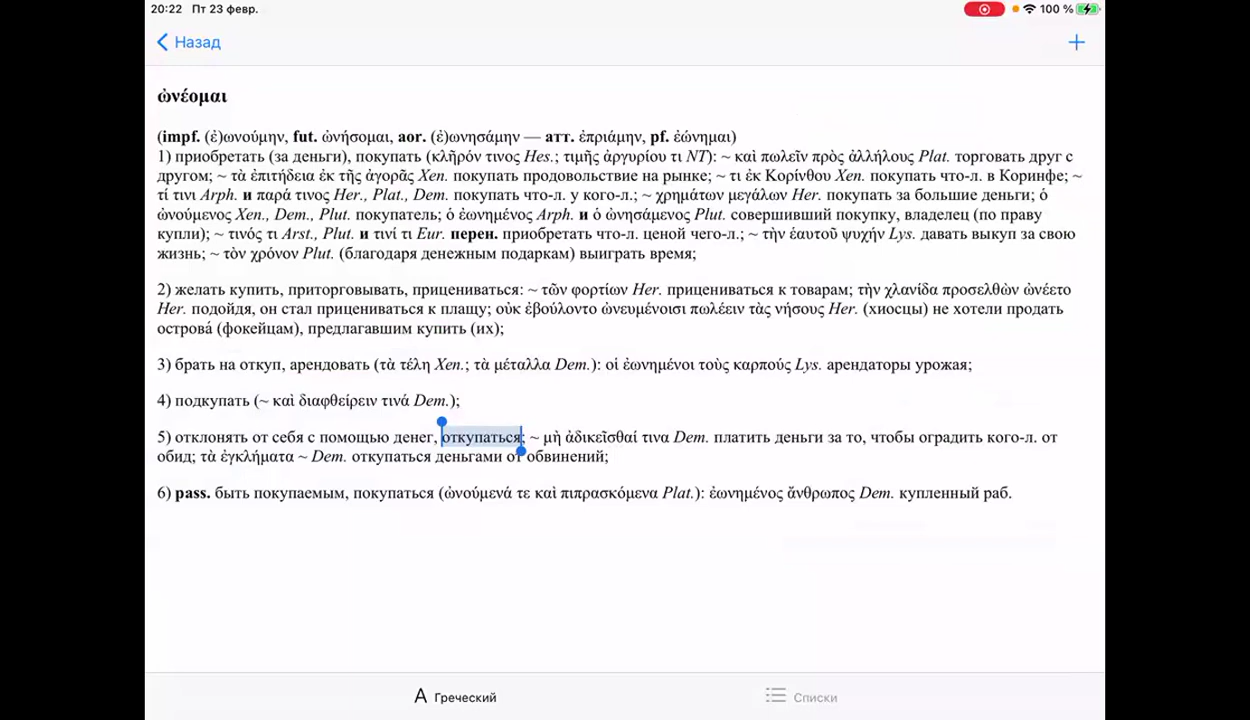 20:22 Пт 23 февр. 100 %
Назад
ὠνέομαι
(impf. (ἐ)ωνούμην, fut. ὠνήσομαι, aor. (ἐ)ωνησάμην — атт. ἐπριάμην, pf. ἐώνημαι)
1) приобретать (за деньги), покупать (κλῆρόν τινος Hes.; τιμῆς ἀργυρίου τι NT): ~ καὶ πωλεῖν πρὸς ἀλλήλους Plat. торговать друг с
другом; ~ τὰ ἐπιτήδεια ἐκ τῆς ἀγορᾶς Xen. покупать продовольствие на рынке; ~ τι ἐκ Κορίνθου Xen. покупать что-л. в Коринфе; ~
τί τινι Arph. и παρά τινος Her., Plat., Dem. покупать что-л. у кого-л.; ~ χρημάτων μεγάλων Her. покупать за большие деньги; ὁ
ὠνούμενος Xen., Dem., Plut. покупатель; ὁ ἐωνημένος Arph. и ὁ ὠνησάμενος Plut. совершивший покупку, владелец (по праву
купли); ~ τινός τι Arst., Plut. и τινί τι Eur. перен. приобретать что-л. ценой чего-л.; ~ τὴν ἑαυτοῦ ψυχήν Lys. давать выкуп за свою
жизнь; ~ τὸν χρόνον Plut. (благодаря денежным подаркам) выиграть время;
2) желать купить, приторговывать, прицениваться: ~ τῶν φορτίων Her. прицениваться к товарам; τὴν χλανίδα προσελθὼν ὠνέετο
Her. подойдя, он стал прицениваться к плащу; οὐκ ἐβούλοντο ὠνευμένοισι πωλέειν τὰς νήσους Her. (хиосцы) не хотели продать
островá (фокейцам), предлагавшим купить (их);
3) брать на откуп, арендовать (τὰ τέλη Xen.; τὰ μέταλλα Dem.): οἱ ἐωνημένοι τοὺς καρπούς Lys. арендаторы урожая;
4) подкупать (~ καὶ διαφθείρειν τινά Dem.);
5) отклонять от себя с помощью денег, откупаться; ~ μὴ ἀδικεῖσθαί τινα Dem. платить деньги за то, чтобы оградить кого-л. от
обид; τὰ ἐγκλήματα ~ Dem. откупаться деньгами от обвинений;
6) pass. быть покупаемым, покупаться (ὠνούμενά τε καὶ πιπρασκόμενα Plat.): ἐωνημένος ἄνθρωπος Dem. купленный раб.
A Греческий Списки